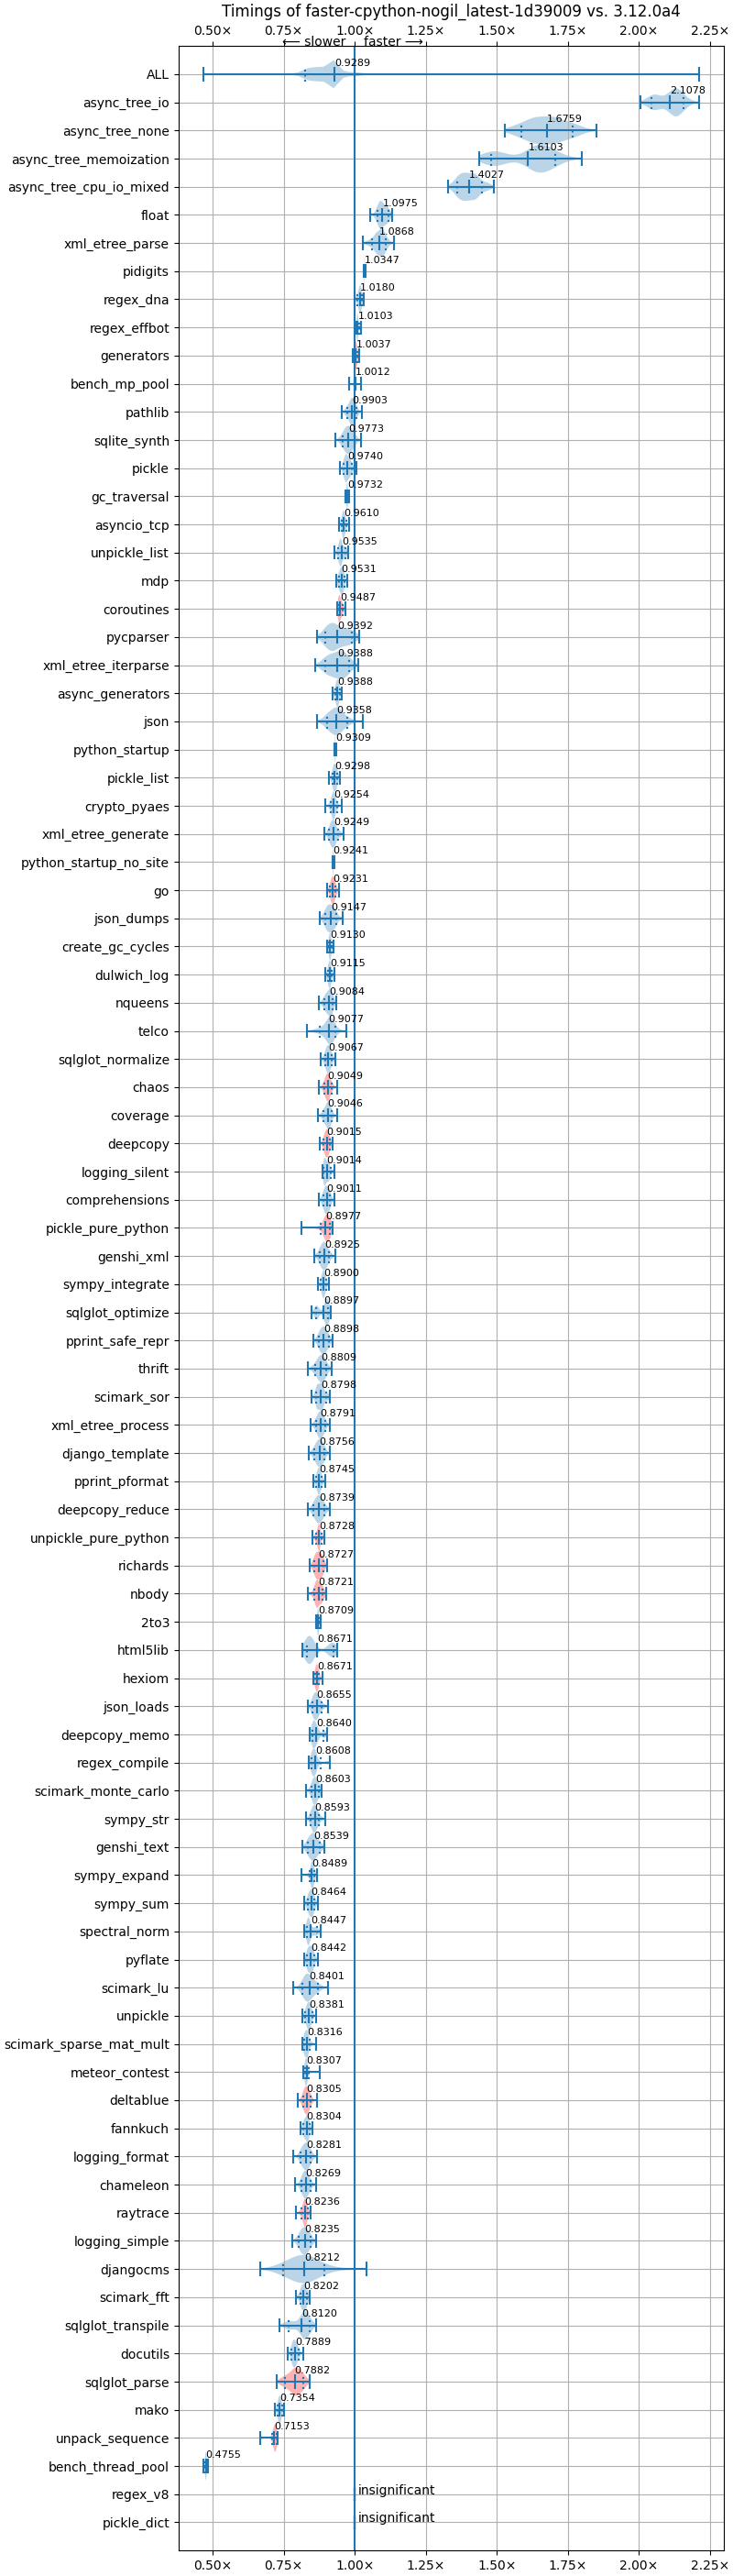 Timings of faster-cpython-nogil_latest-1d39009 vs. 3.12.0a4
0.50× 0.75× 1.00× 1.25× 1.50× 1.75× 2.00× 2.25×
⟵ slower faster ⟶
ALL 0.9289
async_tree_io 2.1078
async_tree_none 1.6759
async_tree_memoization 1.6103
async_tree_cpu_io_mixed 1.4027
float 1.0975
xml_etree_parse 1.0868
pidigits 1.0347
regex_dna 1.0180
regex_effbot 1.0103
generators 1.0037
bench_mp_pool 1.0012
pathlib 0.9903
sqlite_synth 0.9773
pickle 0.9740
gc_traversal 0.9732
asyncio_tcp 0.9610
unpickle_list 0.9535
mdp 0.9531
coroutines 0.9487
pycparser 0.9392
xml_etree_iterparse 0.9388
async_generators 0.9388
json 0.9358
python_startup 0.9309
pickle_list 0.9298
crypto_pyaes 0.9254
xml_etree_generate 0.9249
python_startup_no_site 0.9241
go 0.9231
json_dumps 0.9147
create_gc_cycles 0.9130
dulwich_log 0.9115
nqueens 0.9084
telco 0.9077
sqlglot_normalize 0.9067
chaos 0.9049
coverage 0.9046
deepcopy 0.9015
logging_silent 0.9014
comprehensions 0.9011
pickle_pure_python 0.8977
genshi_xml 0.8925
sympy_integrate 0.8900
sqlglot_optimize 0.8897
pprint_safe_repr 0.8898
thrift 0.8809
scimark_sor 0.8798
xml_etree_process 0.8791
django_template 0.8756
pprint_pformat 0.8745
deepcopy_reduce 0.8739
unpickle_pure_python 0.8728
richards 0.8727
nbody 0.8721
2to3 0.8709
html5lib 0.8671
hexiom 0.8671
json_loads 0.8655
deepcopy_memo 0.8640
regex_compile 0.8608
scimark_monte_carlo 0.8603
sympy_str 0.8593
genshi_text 0.8539
sympy_expand 0.8489
sympy_sum 0.8464
spectral_norm 0.8447
pyflate 0.8442
scimark_lu 0.8401
unpickle 0.8381
scimark_sparse_mat_mult 0.8316
meteor_contest 0.8307
deltablue 0.8305
fannkuch 0.8304
logging_format 0.8281
chameleon 0.8269
raytrace 0.8236
logging_simple 0.8235
djangocms 0.8212
scimark_fft 0.8202
sqlglot_transpile 0.8120
docutils 0.7889
sqlglot_parse 0.7882
mako 0.7354
unpack_sequence 0.7153
bench_thread_pool 0.4755
regex_v8 insignificant
pickle_dict insignificant
0.50× 0.75× 1.00× 1.25× 1.50× 1.75× 2.00× 2.25×